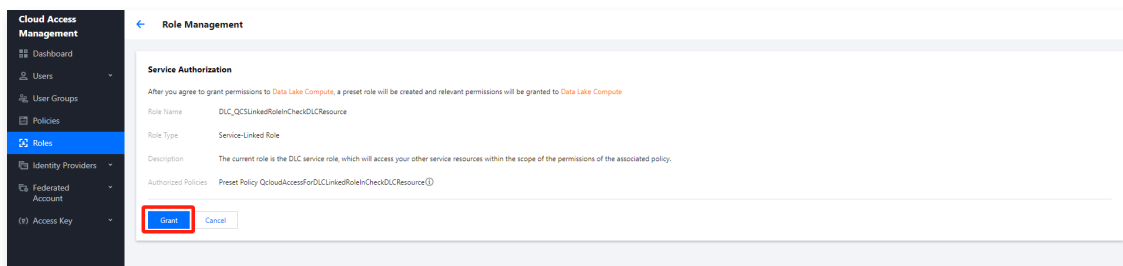 Cloud Access
Management
Dashboard
Users
User Groups
Policies
Roles
Identity Providers
Federated
Account
Access Key
Role Management
Service Authorization
After you agree to grant permissions to Data Lake Compute, a preset role will be created and relevant permissions will be granted to Data Lake Compute
Role Name DLC_QCSLinkedRoleInCheckDLCResource
Role Type Service-Linked Role
Description The current role is the DLC service role, which will access your other service resources within the scope of the permissions of the associated policy.
Authorized Policies Preset Policy QcloudAccessForDLCLinkedRoleInCheckDLCResource
Grant Cancel